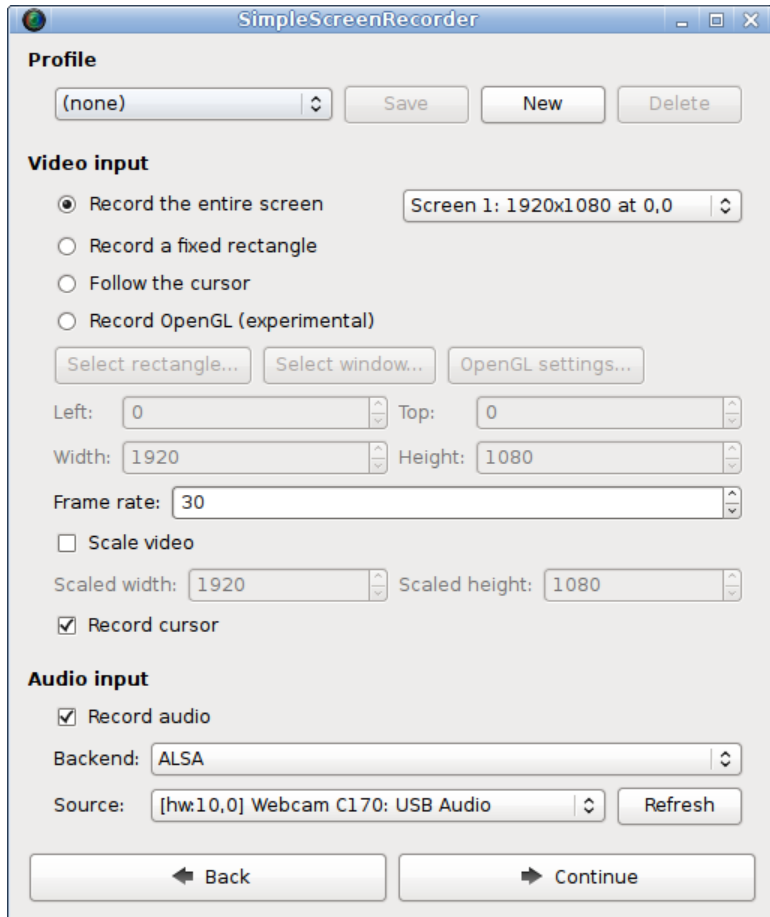 SimpleScreenRecorder
Profile
(none) Save New Delete
Video input
Record the entire screen Screen 1: 1920x1080 at 0,0
Record a fixed rectangle
Follow the cursor
Record OpenGL (experimental)
Select rectangle... Select window... OpenGL settings...
Left: 0 Top: 0
Width: 1920 Height: 1080
Frame rate: 30
Scale video
Scaled width: 1920 Scaled height: 1080
Record cursor
Audio input
Record audio
Backend: ALSA
Source: [hw:10,0] Webcam C170: USB Audio Refresh
Back Continue